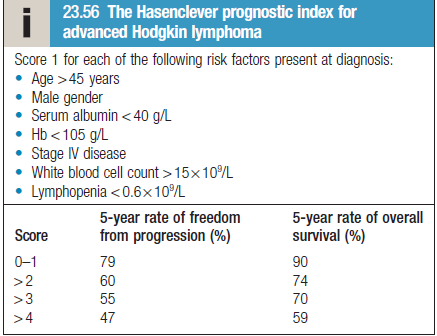 i
23.56 The Hasenclever prognostic index for
advanced Hodgkin lymphoma
Score 1 for each of the following risk factors present at diagnosis:
• Age >45 years
• Male gender
• Serum albumin <40 g/L
• Hb <105 g/L
• Stage IV disease
• White blood cell count >15×10⁹/L
• Lymphopenia <0.6×10⁹/L
Score 5-year rate of freedom from progression (%) 5-year rate of overall survival (%)
0–1 79 90
>2 60 74
>3 55 70
>4 47 59